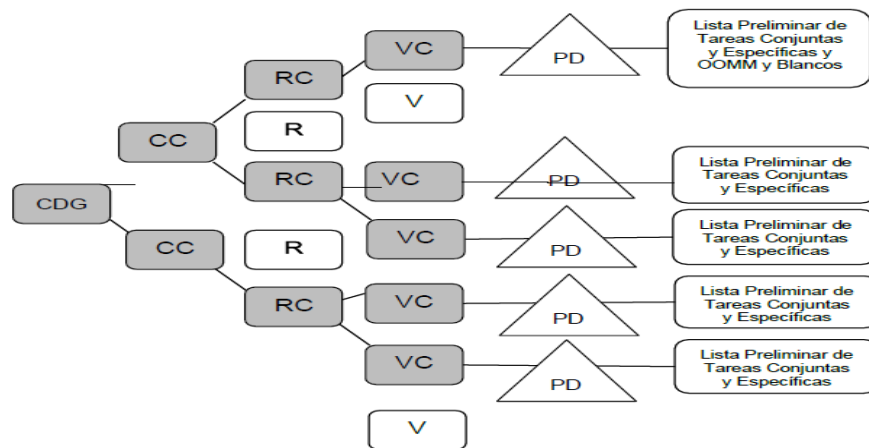 VC
PD
Lista Preliminar de
Tareas Conjuntas
y Específicas y
OOMM y Blancos
RC
V
R
CC
RC
VC
PD
Lista Preliminar de
Tareas Conjuntas
y Específicas
CDG
VC
PD
Lista Preliminar de
Tareas Conjuntas
y Específicas
CC
R
RC
VC
PD
Lista Preliminar de
Tareas Conjuntas
y Específicas
VC
PD
Lista Preliminar de
Tareas Conjuntas
y Específicas
V